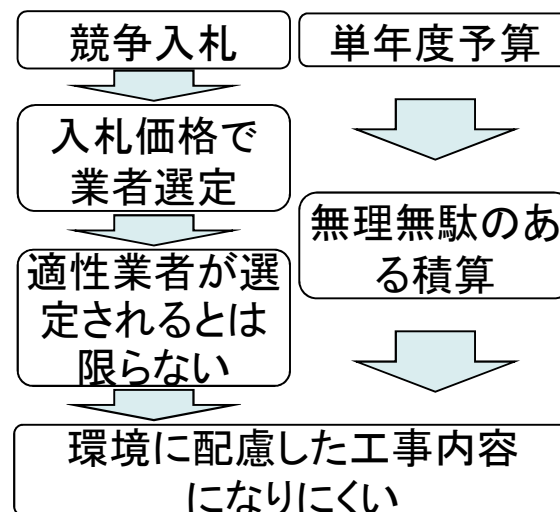 競争入札
単年度予算
入札価格で
業者選定
無理無駄のあ
る積算
適性業者が選
定されるとは
限らない
環境に配慮した工事内容
になりにくい